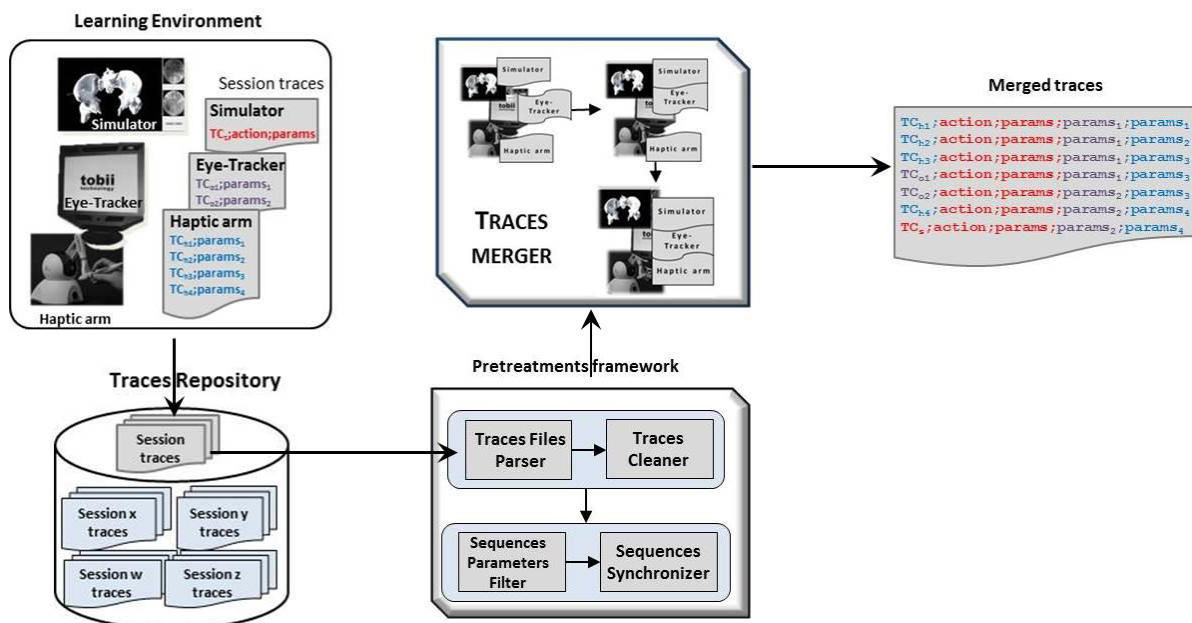 Learning Environment
Session traces
Simulator
Simulator
TCs;action;params
tobii
technology
Eye-Tracker
Eye-Tracker
TCo1;params1
TCo2;params2
Haptic arm
TCh1;params1
TCh2;params2
TCh3;params3
TCh4;params4
Haptic arm
Traces Repository
Session
traces
Session x
traces
Session y
traces
Session w
traces
Session z
traces
Pretreatments framework
Traces Files
Parser
Traces
Cleaner
Sequences
Parameters
Filter
Sequences
Synchronizer
Simulator
tobii
Eye-
Tracker
Haptic arm
Simulator
Eye-
Tracker
Haptic arm
Simulator
Eye-
Tracker
Haptic arm
TRACES
MERGER
Merged traces
TCh1;action;params;params1;params1
TCh2;action;params;params1;params2
TCh3;action;params;params1;params3
TCo1;action;params;params1;params3
TCo2;action;params;params2;params3
TCh4;action;params;params2;params4
TCs;action;params;params2;params4